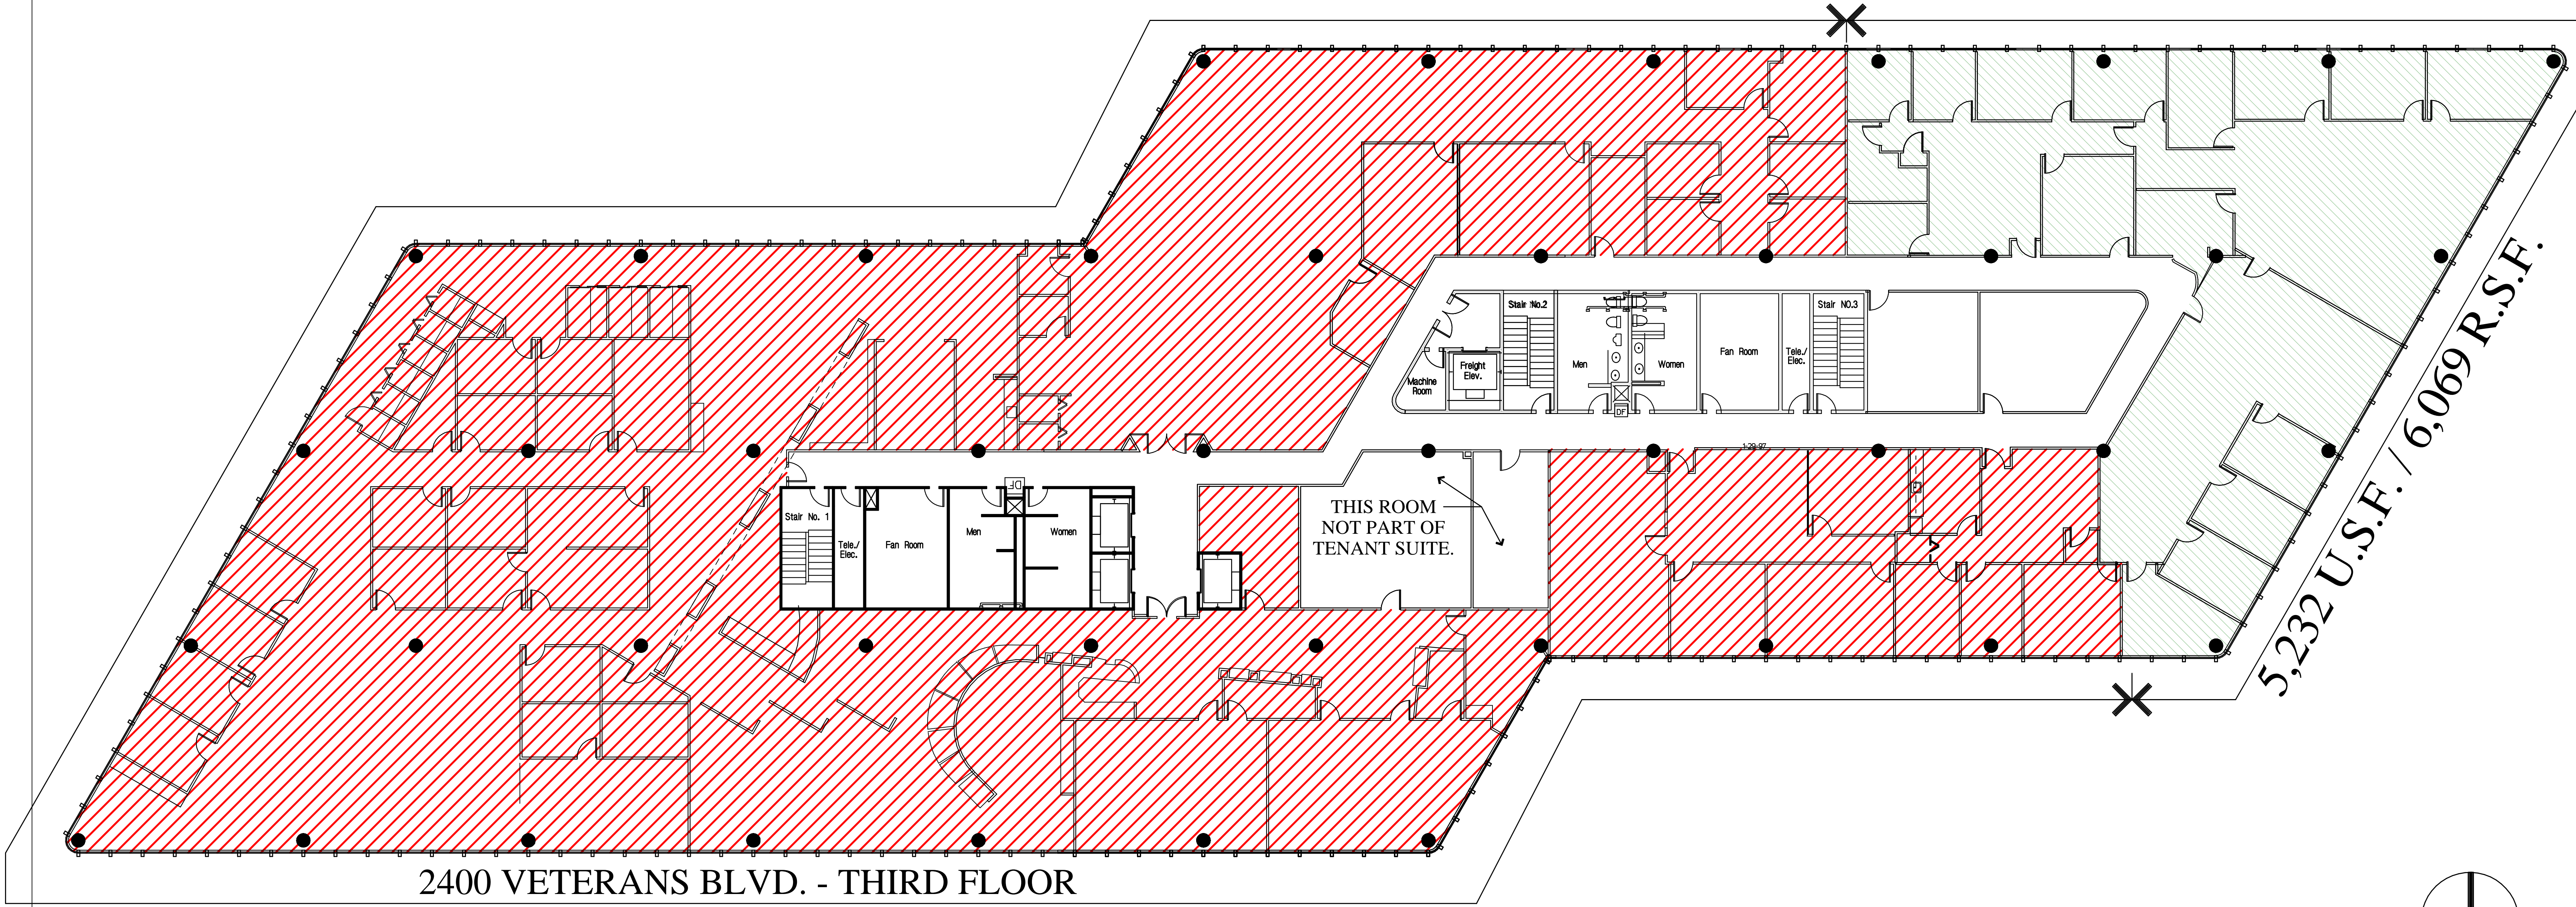 Stair No.2
Men
Women
Fan Room
Tele./
Elec.
Stair NO.3
Freight
Elev.
Machine
Room
DF
1-29-97
THIS ROOM
NOT PART OF
TENANT SUITE.
Stair No. 1
Tele./
Elec.
Fan Room
Men
DF
Women
5,232 U.S.F. / 6,069 R.S.F.
2400 VETERANS BLVD. - THIRD FLOOR